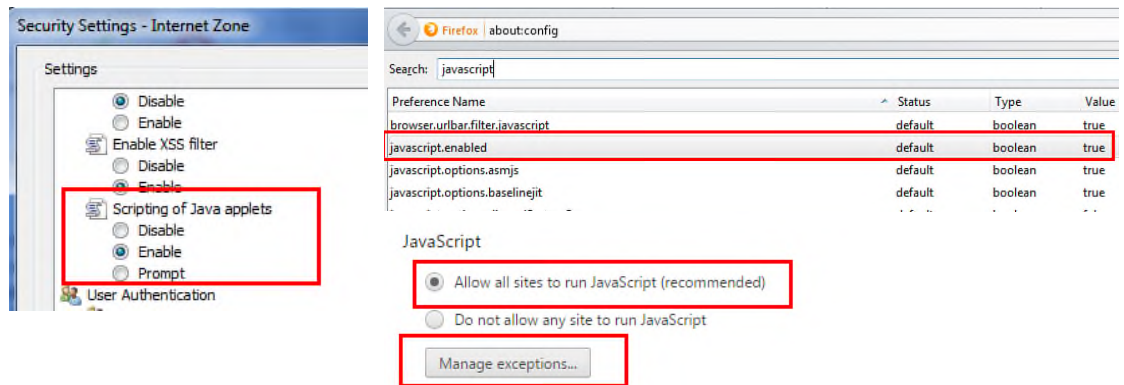 Security Settings - Internet Zone
Settings
Disable
Enable
Enable XSS filter
Disable
Enable
Scripting of Java applets
Disable
Enable
Prompt
User Authentication
Firefox about:config
Search: javascript
Preference Name Status Type Value
browser.urlbar.filter.javascript default boolean true
javascript.enabled default boolean true
javascript.options.asmjs default boolean true
javascript.options.baselinejit default boolean true
JavaScript
Allow all sites to run JavaScript (recommended)
Do not allow any site to run JavaScript
Manage exceptions...